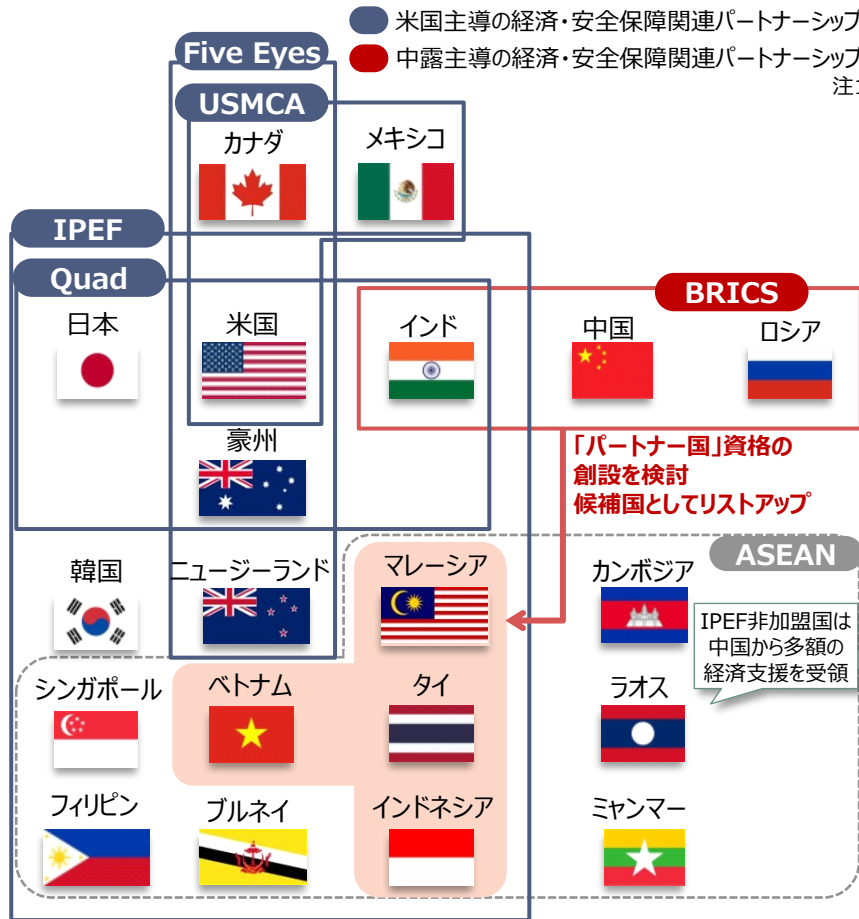 米国主導の経済・安全保障関連パートナーシップ
中露主導の経済・安全保障関連パートナーシップ
Five Eyes
USMCA
カナダ
メキシコ
IPEF
Quad
BRICS
日本
米国
インド
中国
ロシア
豪州
「パートナー国」資格の
創設を検討
候補国としてリストアップ
ASEAN
韓国
ニュージーランド
マレーシア
カンボジア
IPEF非加盟国は
中国から多額の
経済支援を受領
シンガポール
ベトナム
タイ
ラオス
フィリピン
ブルネイ
インドネシア
ミャンマー